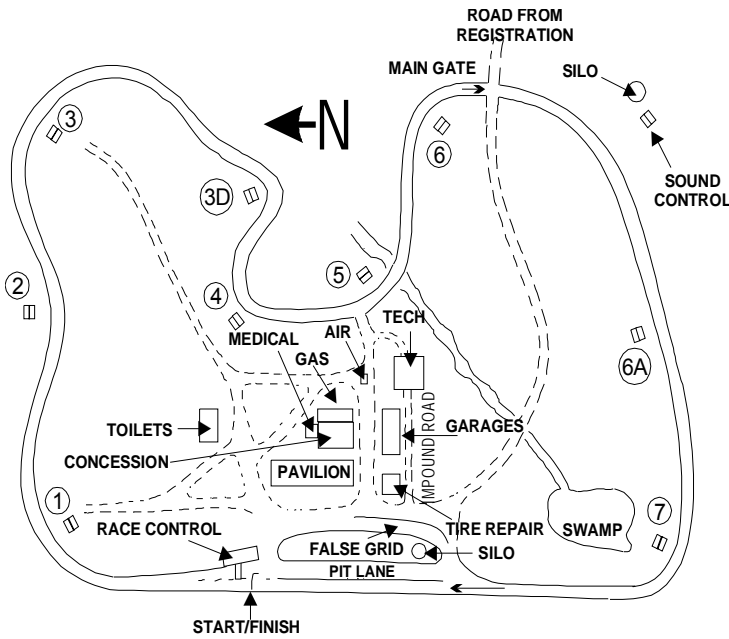 ROAD FROM
REGISTRATION
MAIN GATE
SILO
3
N
6
SOUND
CONTROL
3D
5
2
4
TECH
AIR
MEDICAL
GAS
6A
TOILETS
GARAGES
CONCESSION
PAVILION
MPOUND ROAD
1
RACE CONTROL
TIRE REPAIR
SWAMP
7
FALSE GRID
SILO
PIT LANE
START/FINISH